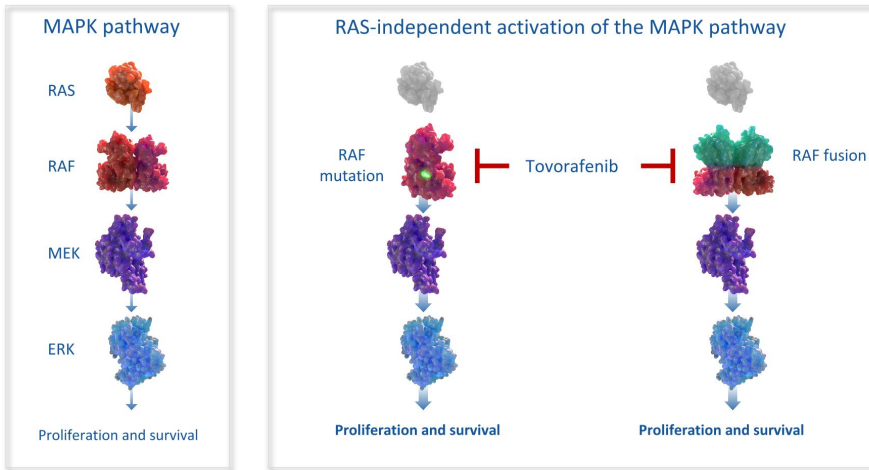 MAPK pathway
RAS
RAF
MEK
ERK
Proliferation and survival
RAS-independent activation of the MAPK pathway
RAF
mutation
Tovorafenib
RAF fusion
Proliferation and survival
Proliferation and survival